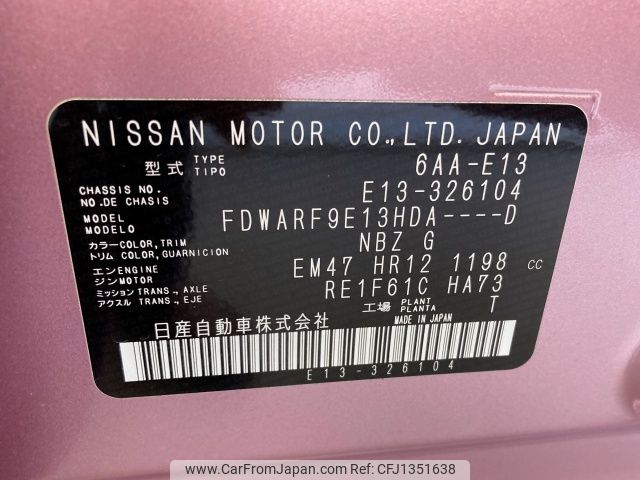 NISSAN MOTOR CO.,LTD. JAPAN
型式 TYPE TIPO 6AA-E13
CHASSIS NO. NO.DE CHASIS E13-326104
MODEL MODELO FDWARF9E13HDA----D
カラー COLOR, TRIM NBZ G
トリム COLOR, GUARNICION
エンジン ENGINE MOTOR EM47 HR12 1198 CC
ミッション TRANS., AXLE RE1F61C HA73
アクスル TRANS., EJE
工場 PLANT PLANTA T
日産自動車株式会社 MADE IN JAPAN
E13-326104
CarFromJapan www.carfromjapan.com CFJ1351638